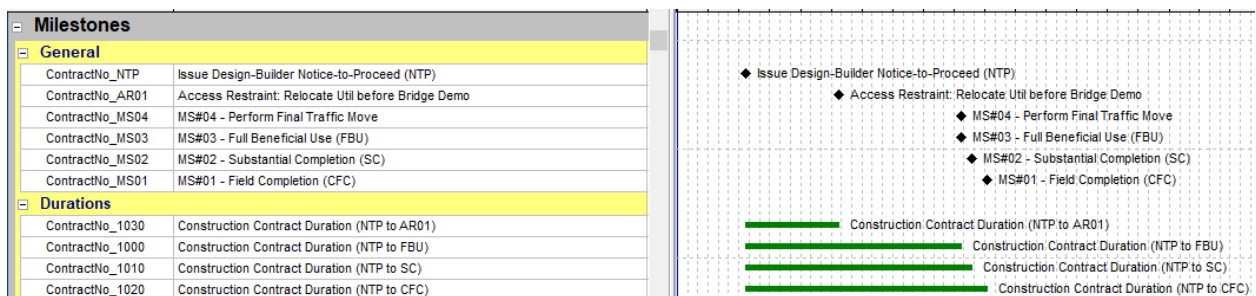 Milestones
General
ContractNo_NTP Issue Design-Builder Notice-to-Proceed (NTP) Issue Design-Builder Notice-to-Proceed (NTP)
ContractNo_AR01 Access Restraint: Relocate Util before Bridge Demo Access Restraint: Relocate Util before Bridge Demo
ContractNo_MS04 MS#04 - Perform Final Traffic Move MS#04 - Perform Final Traffic Move
ContractNo_MS03 MS#03 - Full Beneficial Use (FBU) MS#03 - Full Beneficial Use (FBU)
ContractNo_MS02 MS#02 - Substantial Completion (SC) MS#02 - Substantial Completion (SC)
ContractNo_MS01 MS#01 - Field Completion (CFC) MS#01 - Field Completion (CFC)
Durations
ContractNo_1030 Construction Contract Duration (NTP to AR01) Construction Contract Duration (NTP to AR01)
ContractNo_1000 Construction Contract Duration (NTP to FBU) Construction Contract Duration (NTP to FBU)
ContractNo_1010 Construction Contract Duration (NTP to SC) Construction Contract Duration (NTP to SC)
ContractNo_1020 Construction Contract Duration (NTP to CFC) Construction Contract Duration (NTP to CFC)